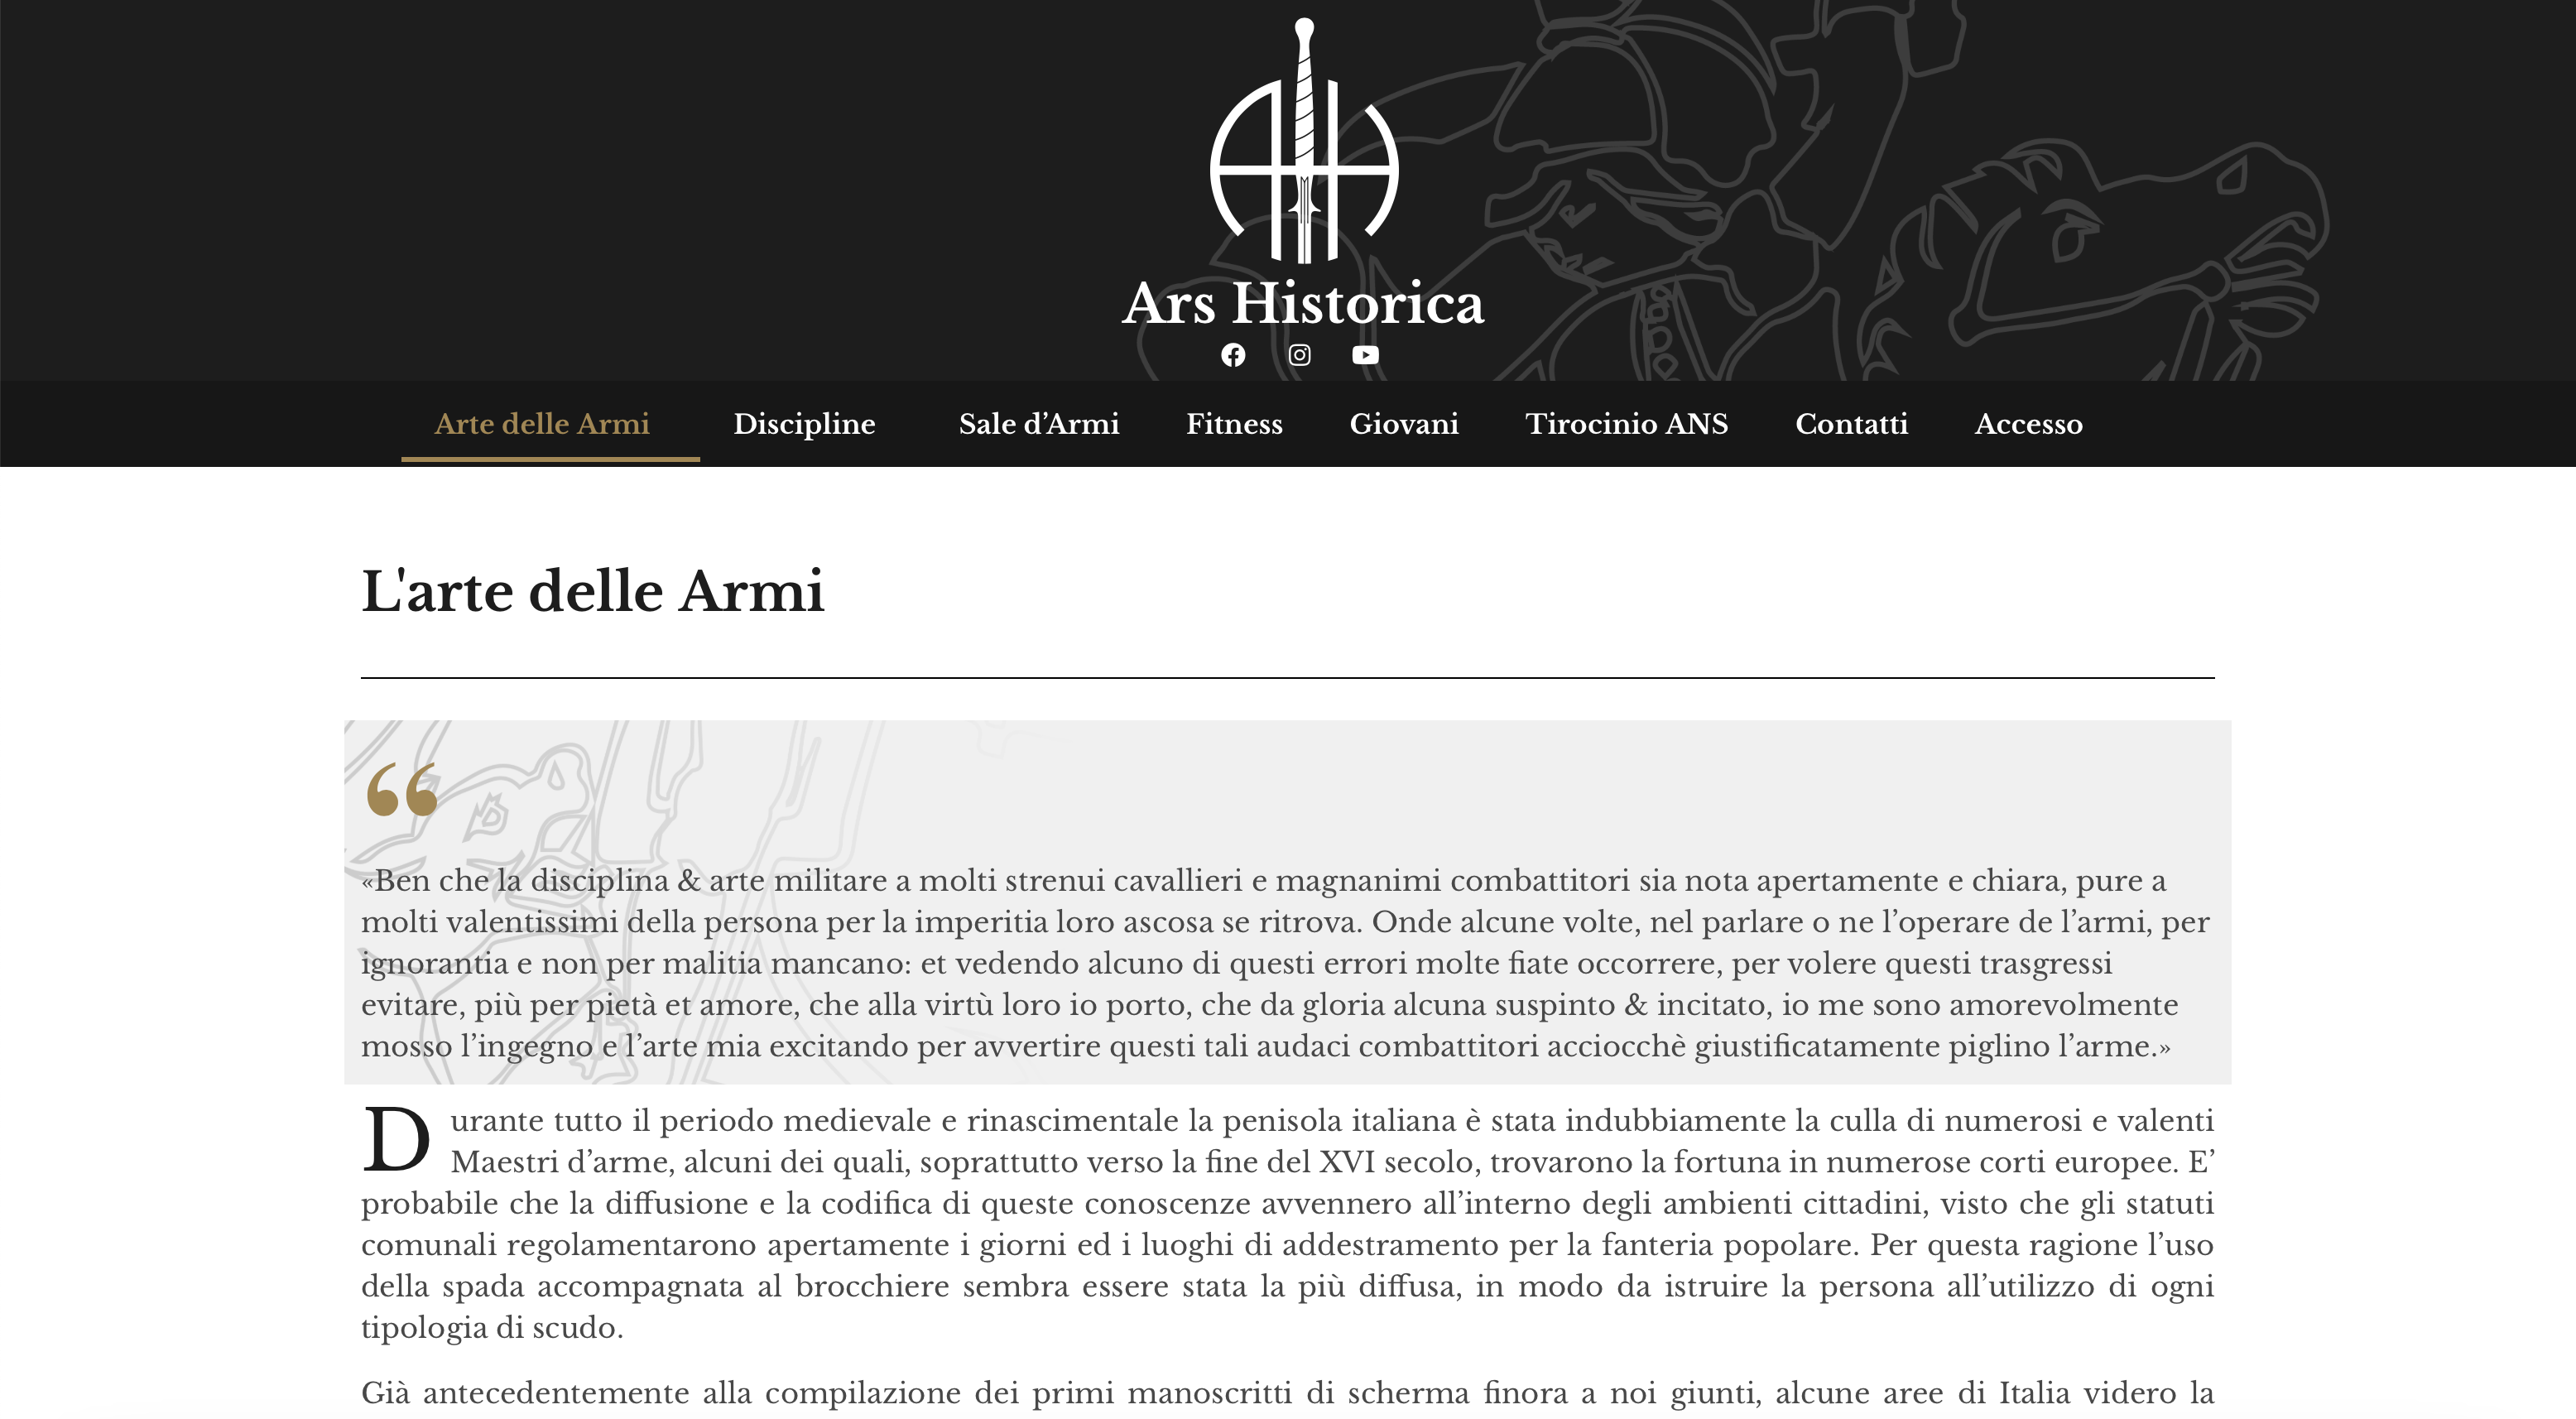 Ars Historica
Arte delle Armi Discipline Sale d’Armi Fitness Giovani Tirocinio ANS Contatti Accesso
L'arte delle Armi
“
«Ben che la disciplina & arte militare a molti strenui cavallieri e magnanimi combattitori sia nota apertamente e chiara, pure a
molti valentissimi della persona per la imperitia loro ascosa se ritrova. Onde alcune volte, nel parlare o ne l’operare de l’armi, per
ignorantia e non per malitia mancano: et vedendo alcuno di questi errori molte fiate occorrere, per volere questi trasgressi
evitare, più per pietà et amore, che alla virtù loro io porto, che da gloria alcuna suspinto & incitato, io me sono amorevolmente
mosso l’ingegno e l’arte mia excitando per avvertire questi tali audaci combattitori acciocchè giustificatamente piglino l’arme.»
Durante tutto il periodo medievale e rinascimentale la penisola italiana è stata indubbiamente la culla di numerosi e valenti
Maestri d’arme, alcuni dei quali, soprattutto verso la fine del XVI secolo, trovarono la fortuna in numerose corti europee. E’
probabile che la diffusione e la codifica di queste conoscenze avvennero all’interno degli ambienti cittadini, visto che gli statuti
comunali regolamentarono apertamente i giorni ed i luoghi di addestramento per la fanteria popolare. Per questa ragione l’uso
della spada accompagnata al brocchiere sembra essere stata la più diffusa, in modo da istruire la persona all’utilizzo di ogni
tipologia di scudo.
Già antecedentemente alla compilazione dei primi manoscritti di scherma finora a noi giunti, alcune aree di Italia videro la